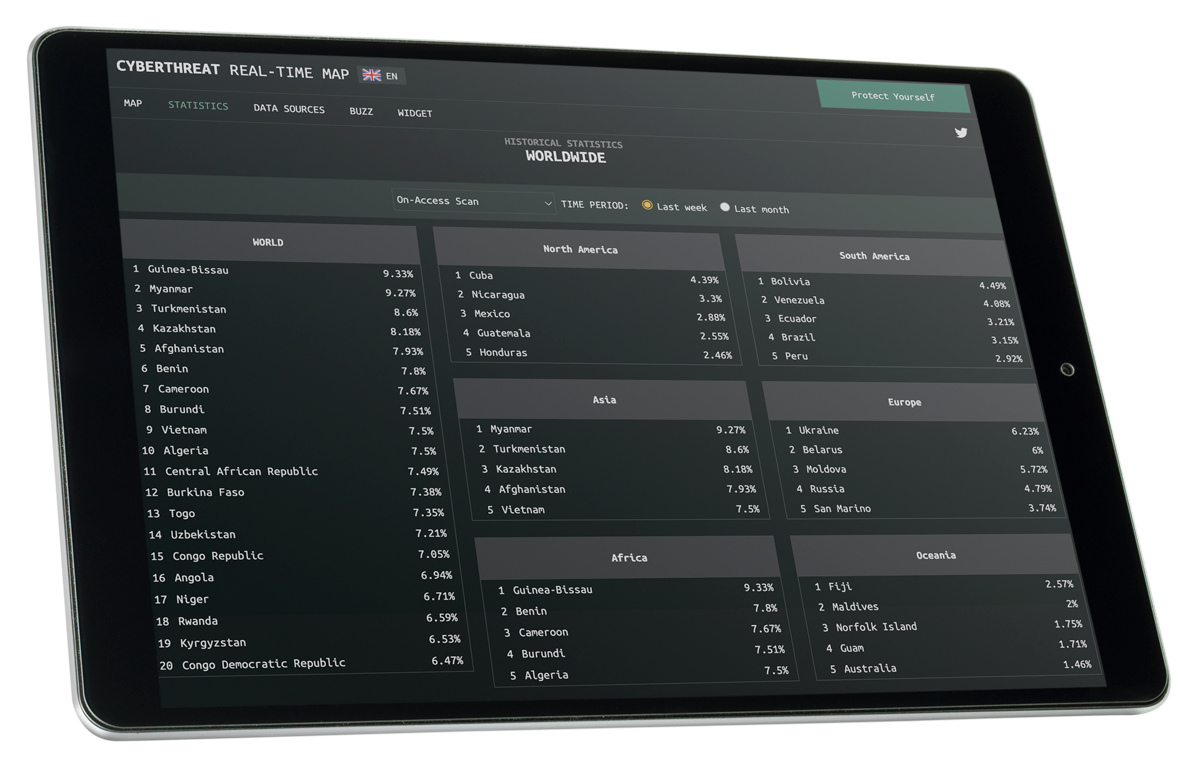 CYBERTHREAT REAL-TIME MAP EN
Protect Yourself
MAP STATISTICS DATA SOURCES BUZZ WIDGET
HISTORICAL STATISTICS
WORLDWIDE
On-Access Scan TIME PERIOD: Last week Last month
WORLD
1 Guinea-Bissau 9.33%
2 Myanmar 9.27%
3 Turkmenistan 8.6%
4 Kazakhstan 8.18%
5 Afghanistan 7.93%
6 Benin 7.8%
7 Cameroon 7.67%
8 Burundi 7.51%
9 Vietnam 7.5%
10 Algeria 7.5%
11 Central African Republic 7.49%
12 Burkina Faso 7.38%
13 Togo 7.35%
14 Uzbekistan 7.21%
15 Congo Republic 7.05%
16 Angola 6.94%
17 Niger 6.71%
18 Rwanda 6.59%
19 Kyrgyzstan 6.53%
20 Congo Democratic Republic 6.47%
North America
1 Cuba 4.39%
2 Nicaragua 3.3%
3 Mexico 2.88%
4 Guatemala 2.55%
5 Honduras 2.46%
South America
1 Bolivia 4.49%
2 Venezuela 4.08%
3 Ecuador 3.21%
4 Brazil 3.15%
5 Peru 2.92%
Asia
1 Myanmar 9.27%
2 Turkmenistan 8.6%
3 Kazakhstan 8.18%
4 Afghanistan 7.93%
5 Vietnam 7.5%
Europe
1 Ukraine 6.23%
2 Belarus 6%
3 Moldova 5.72%
4 Russia 4.79%
5 San Marino 3.74%
Africa
1 Guinea-Bissau 9.33%
2 Benin 7.8%
3 Cameroon 7.67%
4 Burundi 7.51%
5 Algeria 7.5%
Oceania
1 Fiji 2.57%
2 Maldives 2%
3 Norfolk Island 1.75%
4 Guam 1.71%
5 Australia 1.46%